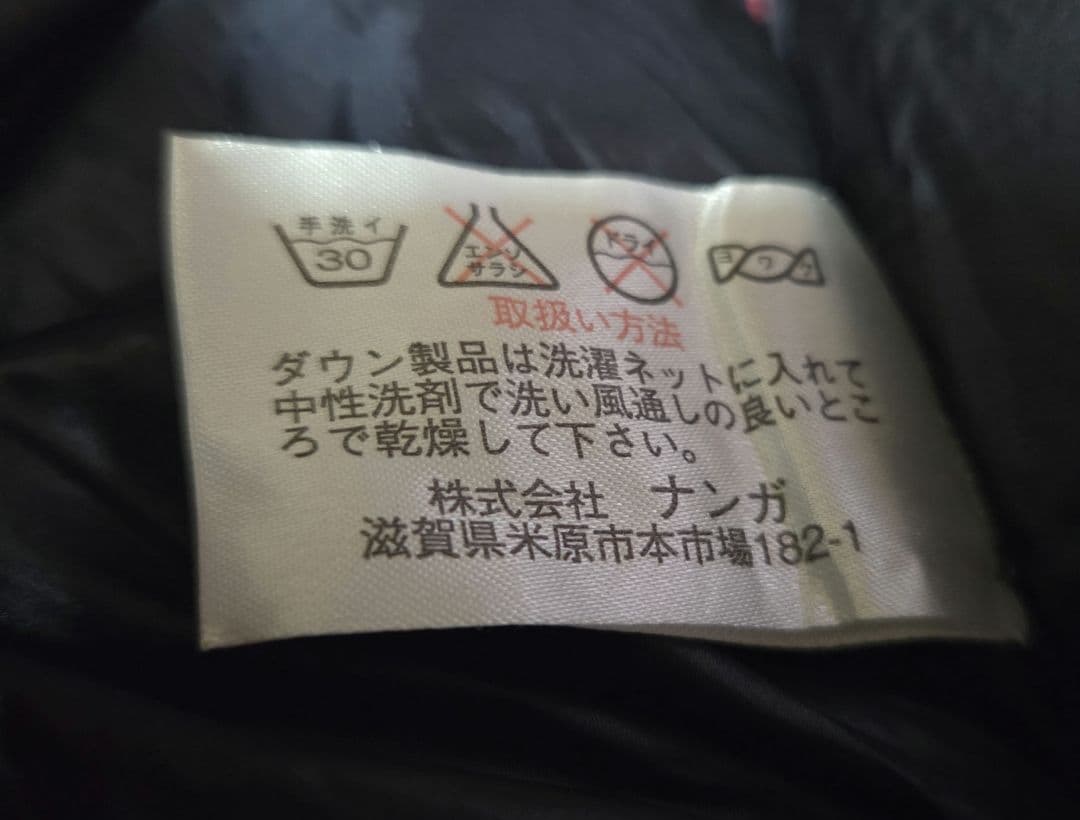 手洗イ
30
エンソ
サラシ
ドライ
ヨワク
取扱い方法
ダウン製品は洗濯ネットに入れて
中性洗剤で洗い風通しの良いとこ
ろで乾燥して下さい。
株式会社 ナンガ
滋賀県米原市本市場182-1